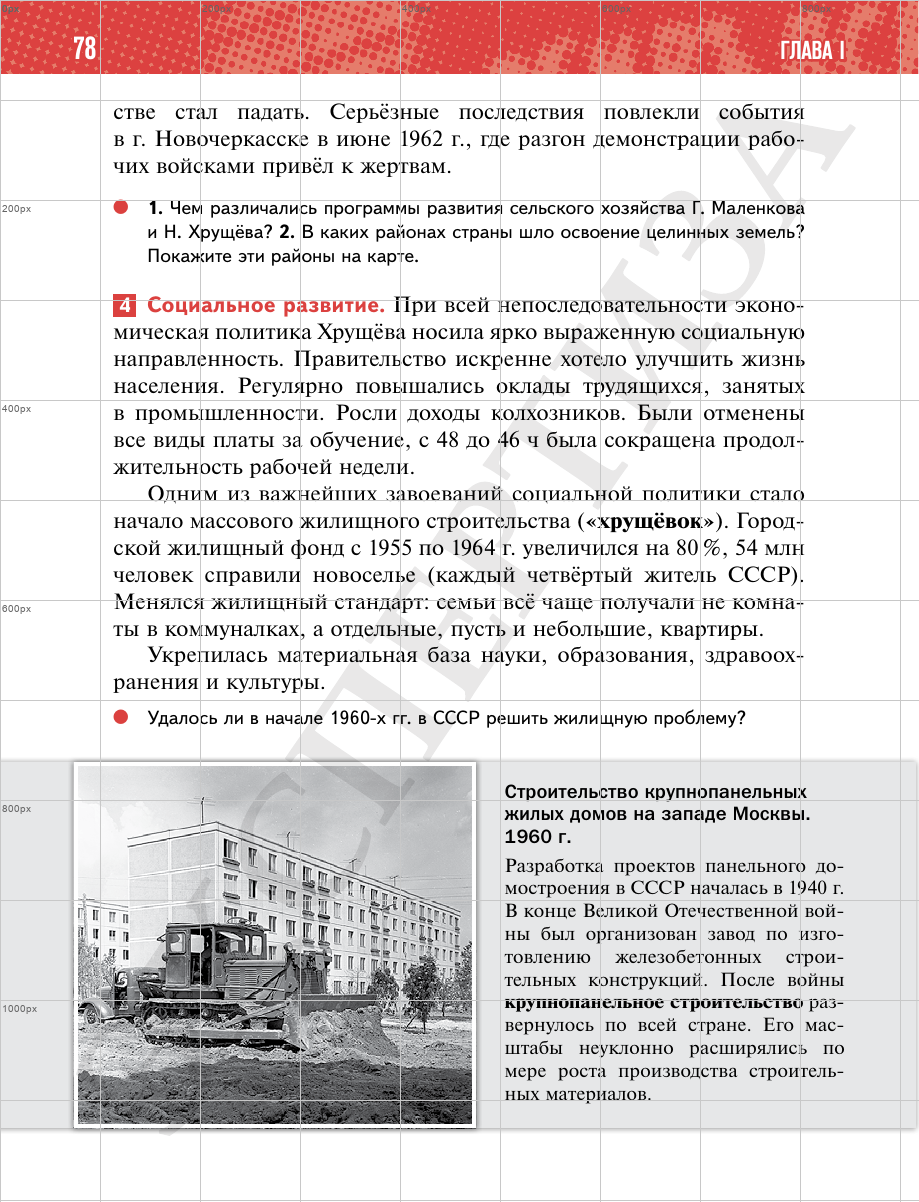 78
ГЛАВА I
стве стал падать. Серьёзные последствия повлекли события
в г. Новочеркасске в июне 1962 г., где разгон демонстрации рабо-
чих войсками привёл к жертвам.
1. Чем различались программы развития сельского хозяйства Г. Маленкова
и Н. Хрущёва? 2. В каких районах страны шло освоение целинных земель?
Покажите эти районы на карте.
4 Социальное развитие. При всей непоследовательности эконо-
мическая политика Хрущёва носила ярко выраженную социальную
направленность. Правительство искренне хотело улучшить жизнь
населения. Регулярно повышались оклады трудящихся, занятых
в промышленности. Росли доходы колхозников. Были отменены
все виды платы за обучение, с 48 до 46 ч была сокращена продол-
жительность рабочей недели.
Одним из важнейших завоеваний социальной политики стало
начало массового жилищного строительства («хрущёвок»). Город-
ской жилищный фонд с 1955 по 1964 г. увеличился на 80 %, 54 млн
человек справили новоселье (каждый четвёртый житель СССР).
Менялся жилищный стандарт: семьи всё чаще получали не комна-
ты в коммуналках, а отдельные, пусть и небольшие, квартиры.
Укрепилась материальная база науки, образования, здравоох-
ранения и культуры.
Удалось ли в начале 1960-х гг. в СССР решить жилищную проблему?
Строительство крупнопанельных
жилых домов на западе Москвы.
1960 г.
Разработка проектов панельного до-
мостроения в СССР началась в 1940 г.
В конце Великой Отечественной вой-
ны был организован завод по изго-
товлению железобетонных строи-
тельных конструкций. После войны
крупнопанельное строительство раз-
вернулось по всей стране. Его мас-
штабы неуклонно расширялись по
мере роста производства строитель-
ных материалов.
200px
400px
600px
800px
1000px